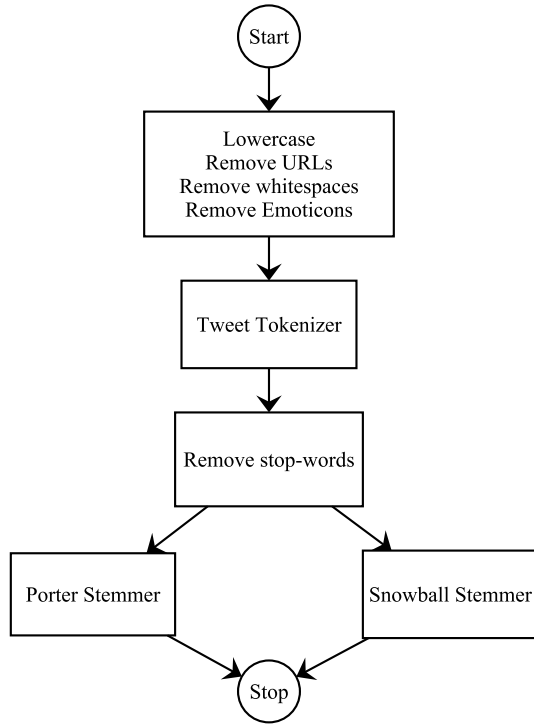 Start
Lowercase
Remove URLs
Remove whitespaces
Remove Emoticons
Tweet Tokenizer
Remove stop-words
Porter Stemmer
Snowball Stemmer
Stop